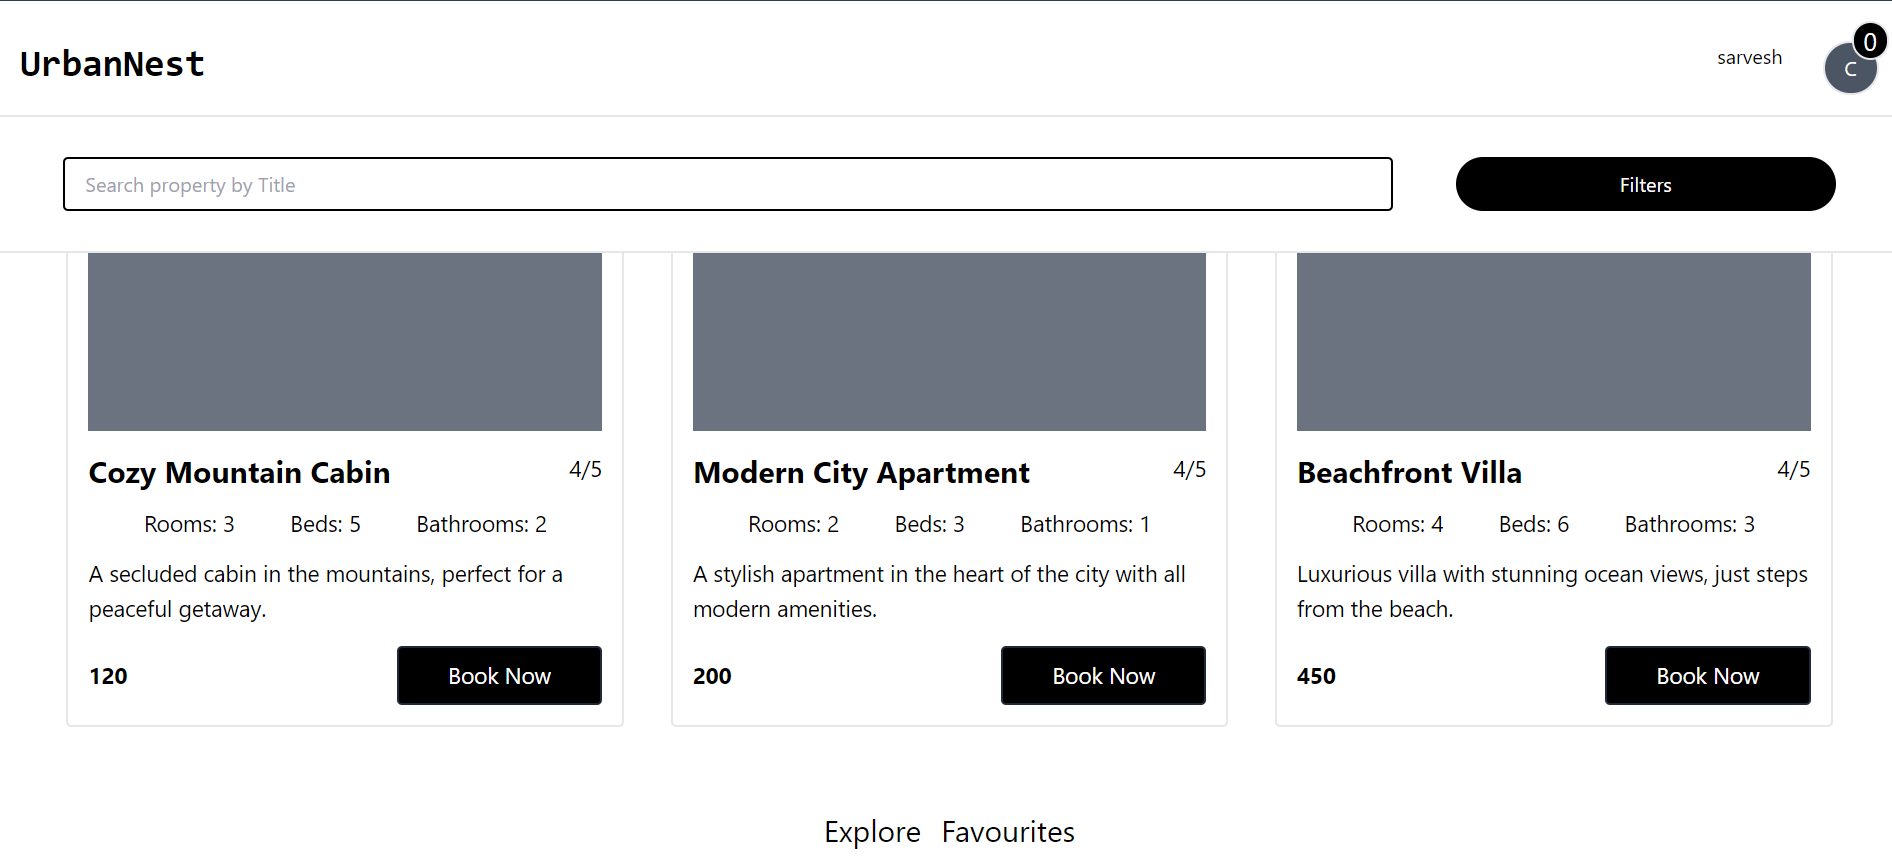 UrbanNest
sarvesh
0
C
Search property by Title
Filters
Cozy Mountain Cabin 4/5
Rooms: 3 Beds: 5 Bathrooms: 2
A secluded cabin in the mountains, perfect for a
peaceful getaway.
120 Book Now
Modern City Apartment 4/5
Rooms: 2 Beds: 3 Bathrooms: 1
A stylish apartment in the heart of the city with all
modern amenities.
200 Book Now
Beachfront Villa 4/5
Rooms: 4 Beds: 6 Bathrooms: 3
Luxurious villa with stunning ocean views, just steps
from the beach.
450 Book Now
Explore Favourites